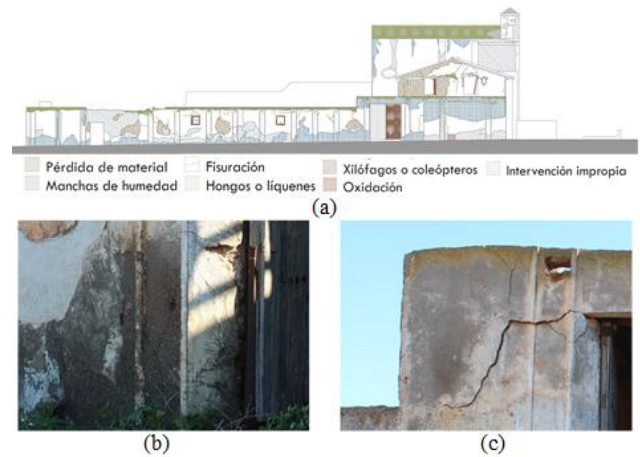 Pérdida de material Fisuración Xilófagos o coleópteros Intervención impropia
Manchas de humedad Hongos o líquenes Oxidación
(a)
(b) (c)